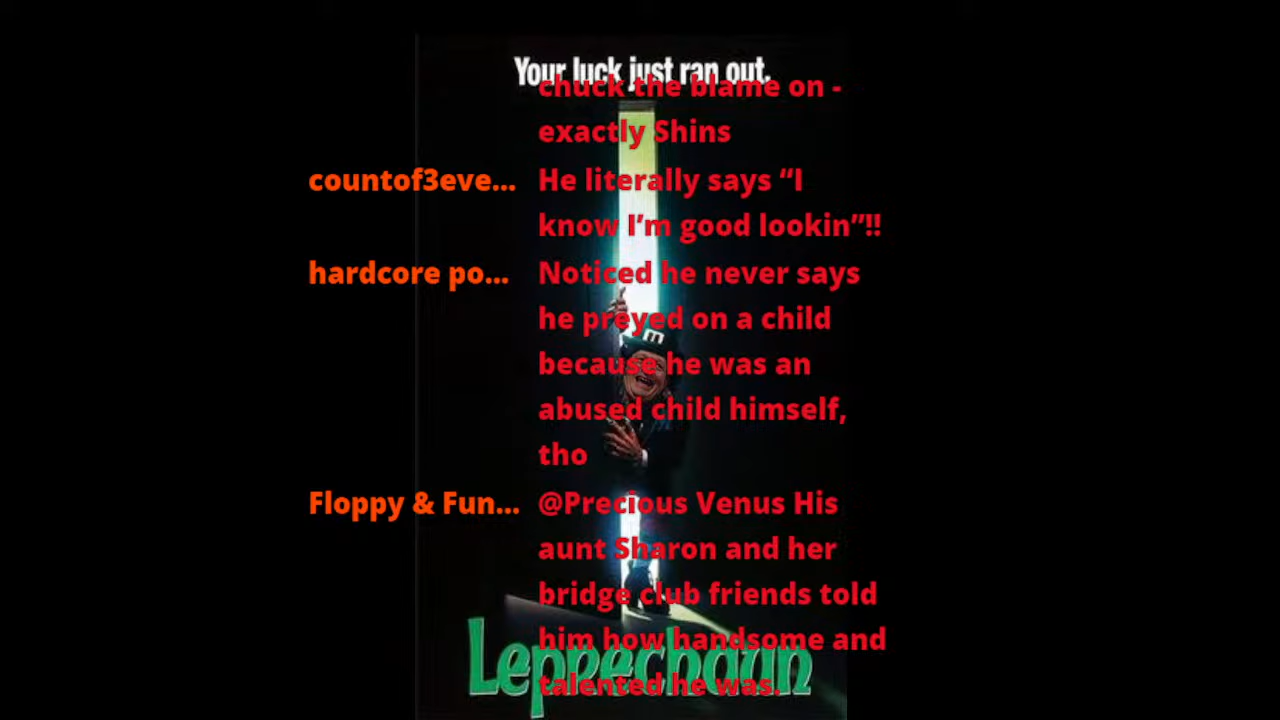 Your luck just ran out.
chuck the blame on -
exactly Shins
countof3eve... He literally says “I
know I’m good lookin”!!
hardcore po... Noticed he never says
he preyed on a child
because he was an
abused child himself,
tho
Floppy & Fun... @Precious Venus His
aunt Sharon and her
bridge club friends told
him how handsome and
talented he was.
Leprechaun